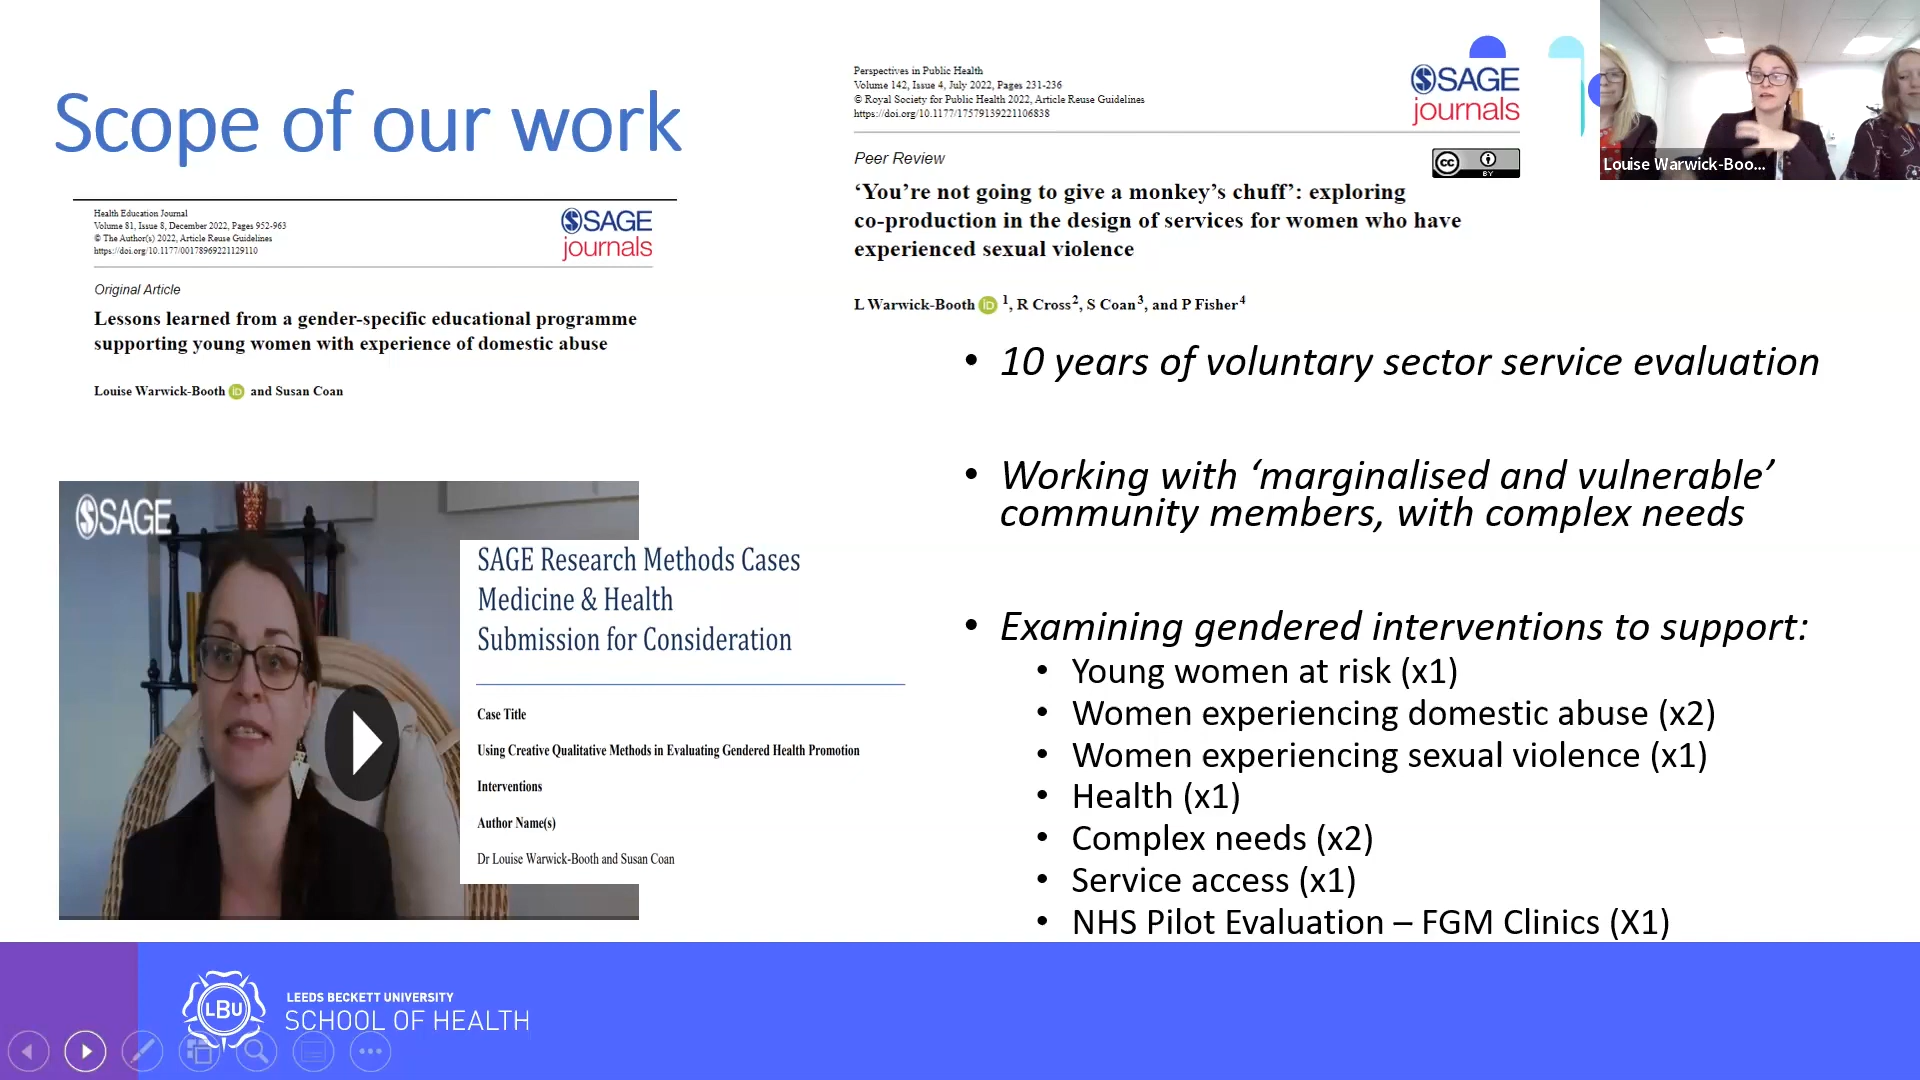 Scope of our work
Health Education Journal
Volume 81, Issue 8, December 2022, Pages 952-963
© The Author(s) 2022, Article Reuse Guidelines
https://doi.org/10.1177/00178969221129110
SAGE
journals
Original Article
Lessons learned from a gender-specific educational programme
supporting young women with experience of domestic abuse
Louise Warwick-Booth iD and Susan Coan
Perspectives in Public Health
Volume 142, Issue 4, July 2022, Pages 231-236
© Royal Society for Public Health 2022, Article Reuse Guidelines
https://doi.org/10.1177/17579139221106838
SAGE
journals
Peer Review
cc BY
‘You’re not going to give a monkey’s chuff’: exploring
co-production in the design of services for women who have
experienced sexual violence
L Warwick-Booth iD 1, R Cross2, S Coan3, and P Fisher4
Louise Warwick-Boo...
SAGE
SAGE Research Methods Cases
Medicine & Health
Submission for Consideration
Case Title
Using Creative Qualitative Methods in Evaluating Gendered Health Promotion
Interventions
Author Name(s)
Dr Louise Warwick-Booth and Susan Coan
• 10 years of voluntary sector service evaluation
• Working with ‘marginalised and vulnerable’
community members, with complex needs
• Examining gendered interventions to support:
• Young women at risk (x1)
• Women experiencing domestic abuse (x2)
• Women experiencing sexual violence (x1)
• Health (x1)
• Complex needs (x2)
• Service access (x1)
• NHS Pilot Evaluation – FGM Clinics (X1)
LBU
LEEDS BECKETT UNIVERSITY
SCHOOL OF HEALTH